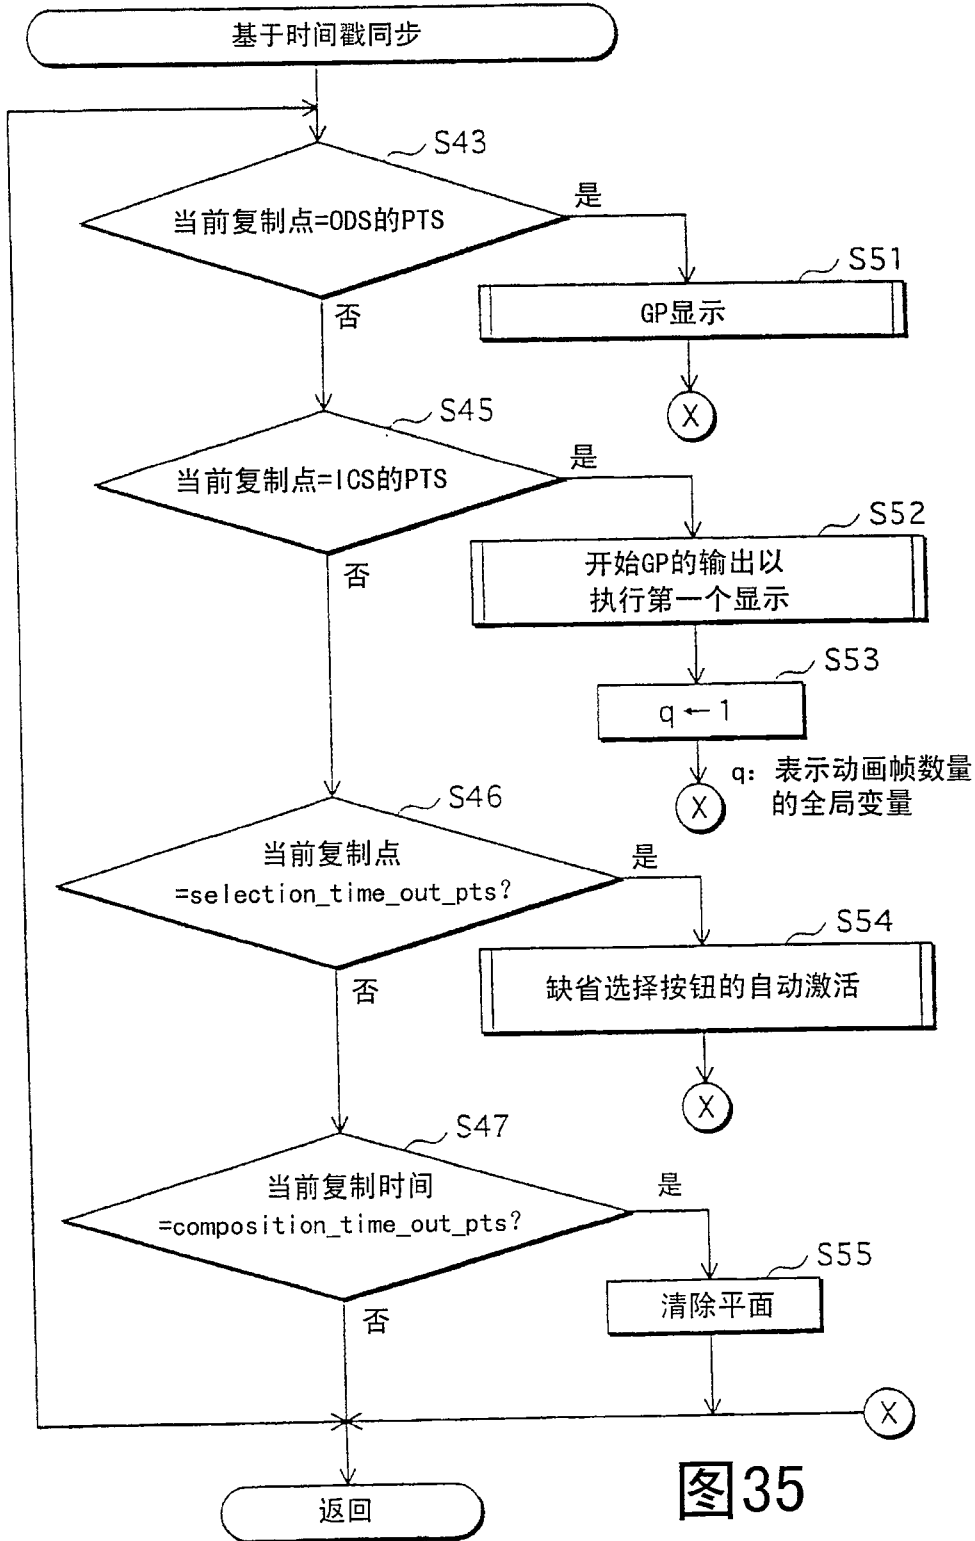 基于时间戳同步
S43
当前复制点=ODS的PTS
是
否
S51
GP显示
X
S45
当前复制点=ICS的PTS
是
否
S52
开始GP的输出以
执行第一个显示
S53
q←1
q：表示动画帧数量
的全局变量
X
S46
当前复制点
=selection_time_out_pts?
是
否
S54
缺省选择按钮的自动激活
X
S47
当前复制时间
=composition_time_out_pts?
是
否
S55
清除平面
X
返回
图35